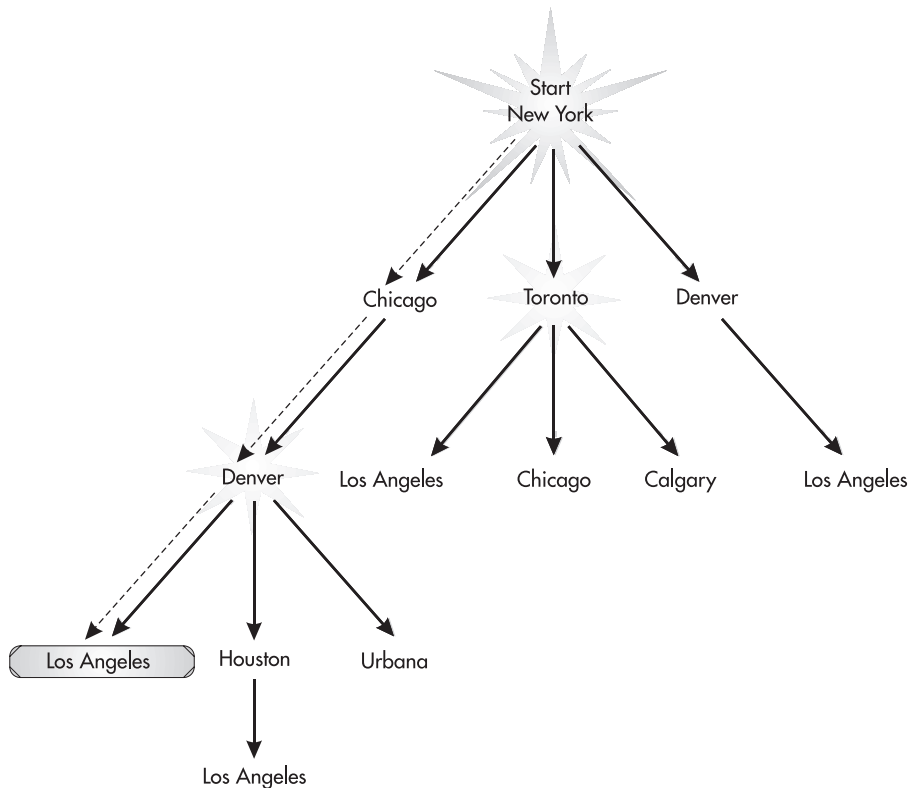 Start
New York
Chicago
Toronto
Denver
Denver
Los Angeles
Chicago
Calgary
Los Angeles
Los Angeles
Houston
Urbana
Los Angeles